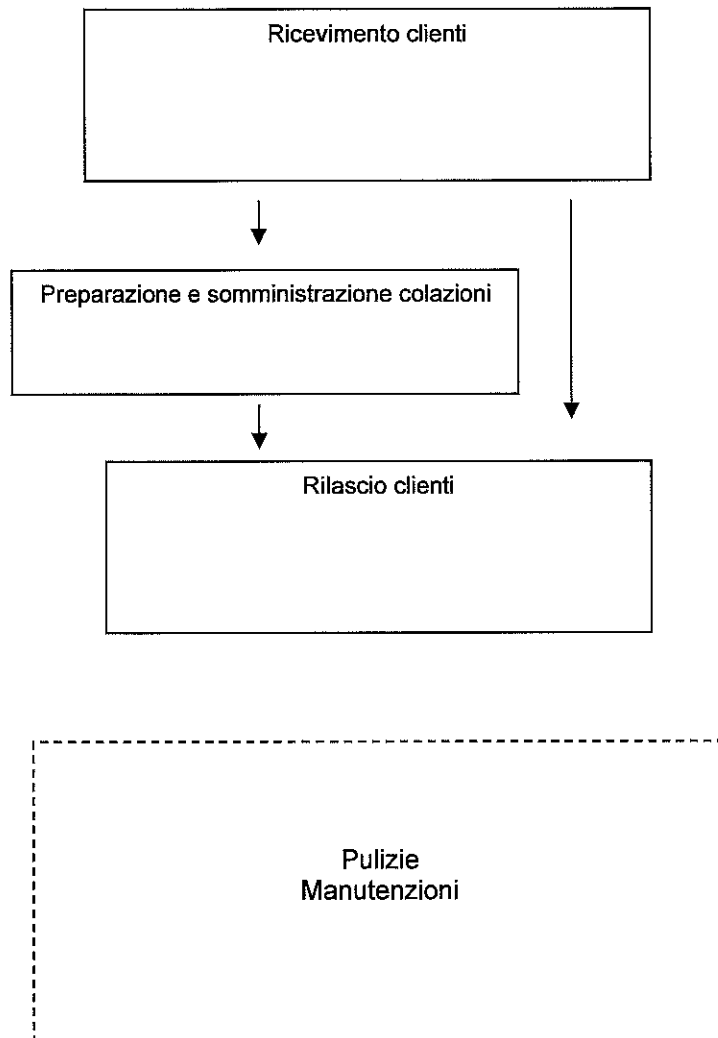 Ricevimento clienti
Preparazione e somministrazione colazioni
Rilascio clienti
Pulizie
Manutenzioni